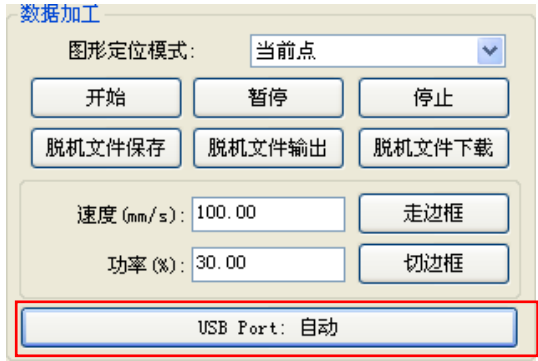 数据加工
图形定位模式: 当前点
开始 暂停 停止
脱机文件保存 脱机文件输出 脱机文件下载
速度(mm/s): 100.00 走边框
功率(%): 30.00 切边框
USB Port: 自动